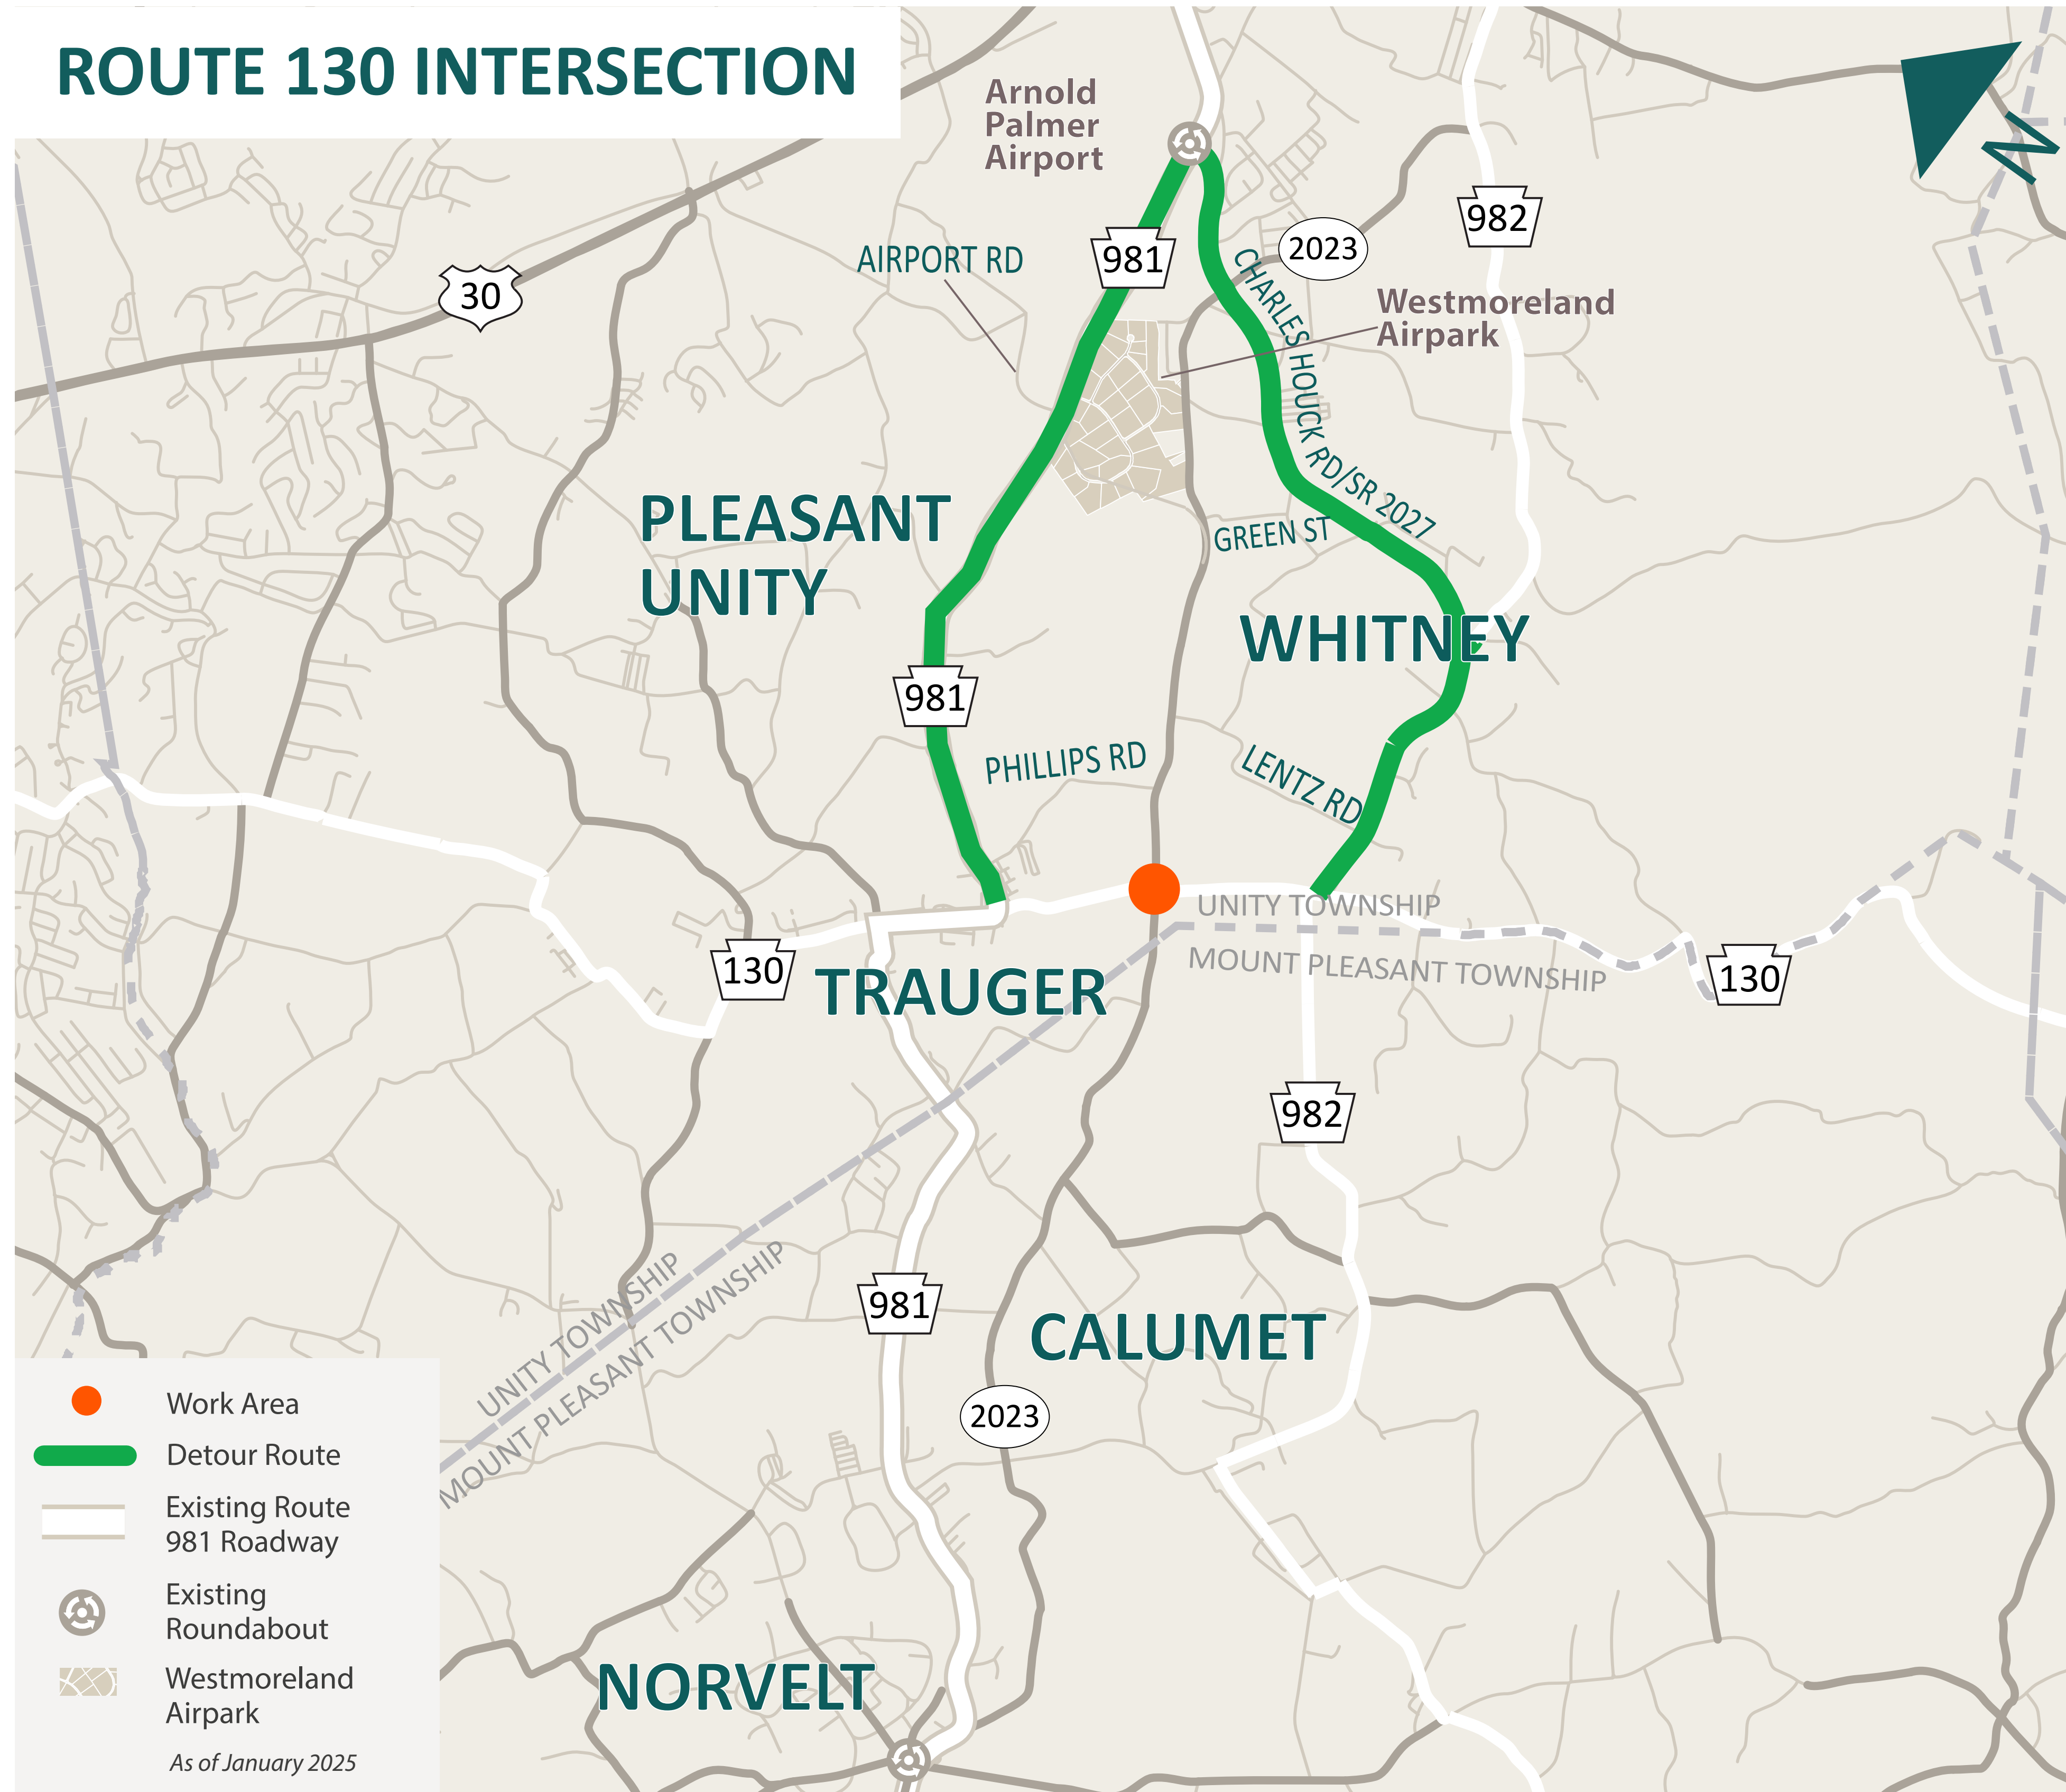 ROUTE 130 INTERSECTION
N
Arnold
Palmer
Airport
982
2023
981
AIRPORT RD
30
CHARLES HOUCK RD/SR 2027
Westmoreland
Airpark
PLEASANT
UNITY
GREEN ST
WHITNEY
981
PHILLIPS RD
LENTZ RD
UNITY TOWNSHIP
MOUNT PLEASANT TOWNSHIP
130
130
TRAUGER
982
UNITY TOWNSHIP
MOUNT PLEASANT TOWNSHIP
981
CALUMET
2023
NORVELT
Work Area
Detour Route
Existing Route
981 Roadway
Existing
Roundabout
Westmoreland
Airpark
As of January 2025